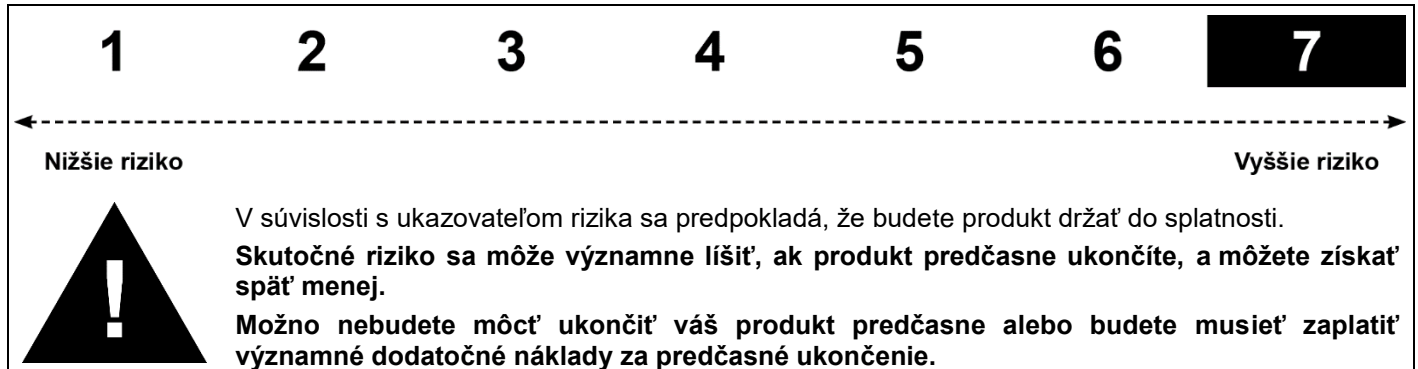 1 2 3 4 5 6 7
Nižšie riziko Vyššie riziko
!
V súvislosti s ukazovateľom rizika sa predpokladá, že budete produkt držať do splatnosti.
Skutočné riziko sa môže významne líšiť, ak produkt predčasne ukončíte, a môžete získať
späť menej.
Možno nebudete môcť ukončiť váš produkt predčasne alebo budete musieť zaplatiť
významné dodatočné náklady za predčasné ukončenie.